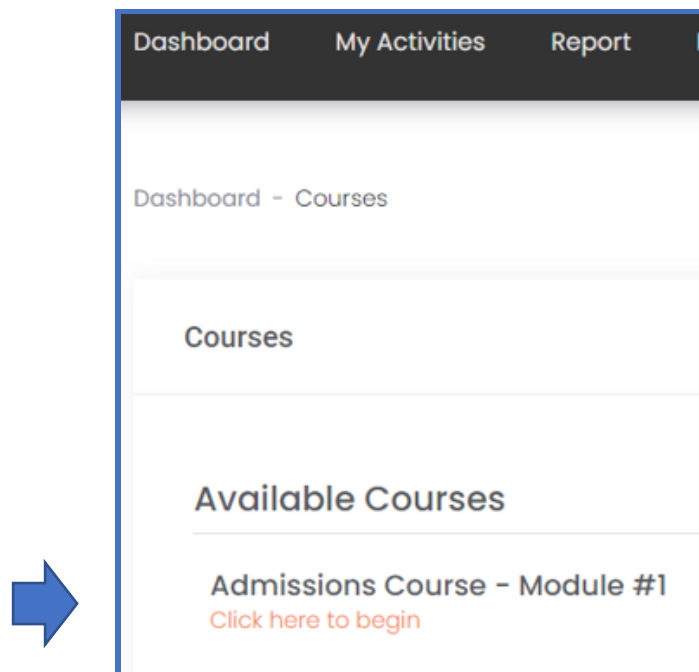 Dashboard My Activities Report
Dashboard - Courses
Courses
Available Courses
Admissions Course - Module #1
Click here to begin